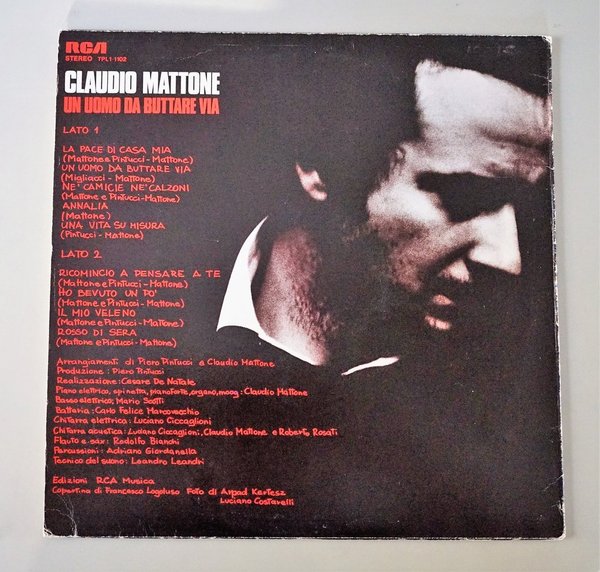 RCA
STEREO TPL1-1102
CLAUDIO MATTONE
UN UOMO DA BUTTARE VIA
LATO 1
LA PACE DI CASA MIA
(Mattone e Pintucci - Mattone)
UN UOMO DA BUTTARE VIA
(Migliacci - Mattone)
NE' CAMICIE NE' CALZONI
(Mattone e Pintucci - Mattone)
ANNALIA
(Mattone)
UNA VITA SU MISURA
(Pintucci - Mattone)
LATO 2
RICOMINCIO A PENSARE A TE
(Mattone e Pintucci - Mattone)
HO BEVUTO UN PO'
(Mattone e Pintucci - Mattone)
IL MIO VELENO
(Mattone e Pintucci - Mattone)
ROSSO DI SERA
(Mattone e Pintucci - Mattone)
Arrangiamenti di Piero Pintucci e Claudio Mattone
Produzione : Piero Pintucci
Realizzazione: Cesare De Natale
Piano elettrico, spinetta, pianoforte, organo, moog : Claudio Mattone
Basso elettrico: Mario Scotti
Batteria : Carlo Felice Marcovecchio
Chitarra elettrica : Luciano Ciccaglioni
Chitarra acustica : Luciano Ciccaglioni, Claudio Mattone e Roberto Rosati
Flauto e sax : Rodolfo Bianchi
Percussioni : Adriano Giordanella
Tecnico del suono : Leandro Leandri
Edizioni RCA Musica
Copertina di Francesco Logoluso Foto di Arpad Kertesz
Luciano Costarelli